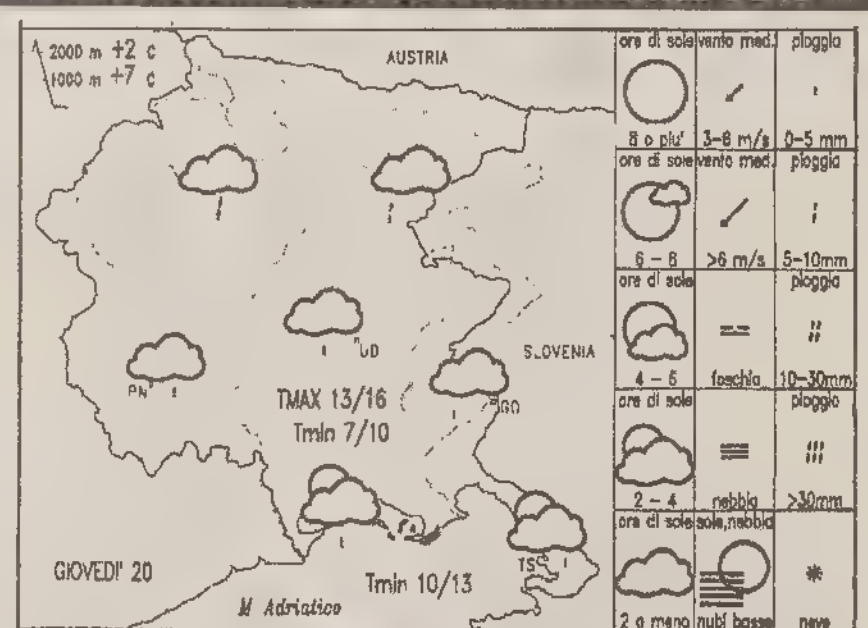 2000 m +2 c
1000 m +7 c
AUSTRIA
UD
SLOVENIA
PN
GO
TMAX 13/16
Tmin 7/10
TS
GIOVEDI' 20
Tmin 10/13
M Adriatico
ore di sole vento med. pioggia
8 o piu' 3-6 m/s 0-5 mm
ore di sole vento med. pioggia
6 - 8 >6 m/s 5-10mm
ore di sole pioggia
4 - 6 foschia 10-30mm
ore di sole pioggia
2 - 4 nebbia >30mm
ore di sole sole,nebbia
2 o meno nubi basse neve